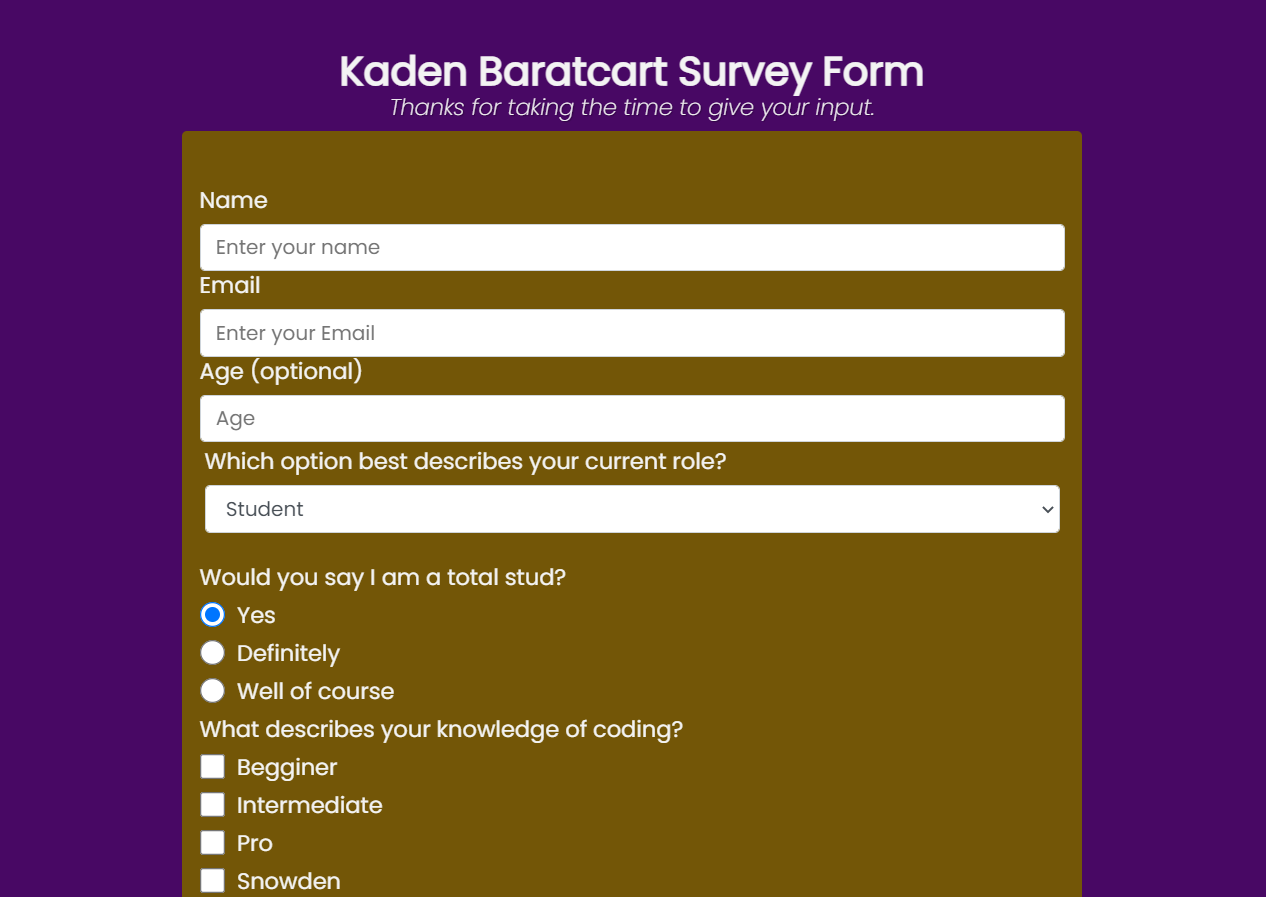 Kaden Baratcart Survey Form
Thanks for taking the time to give your input.
Name
Enter your name
Email
Enter your Email
Age (optional)
Age
Which option best describes your current role?
Student
Would you say I am a total stud?
Yes
Definitely
Well of course
What describes your knowledge of coding?
Begginer
Intermediate
Pro
Snowden